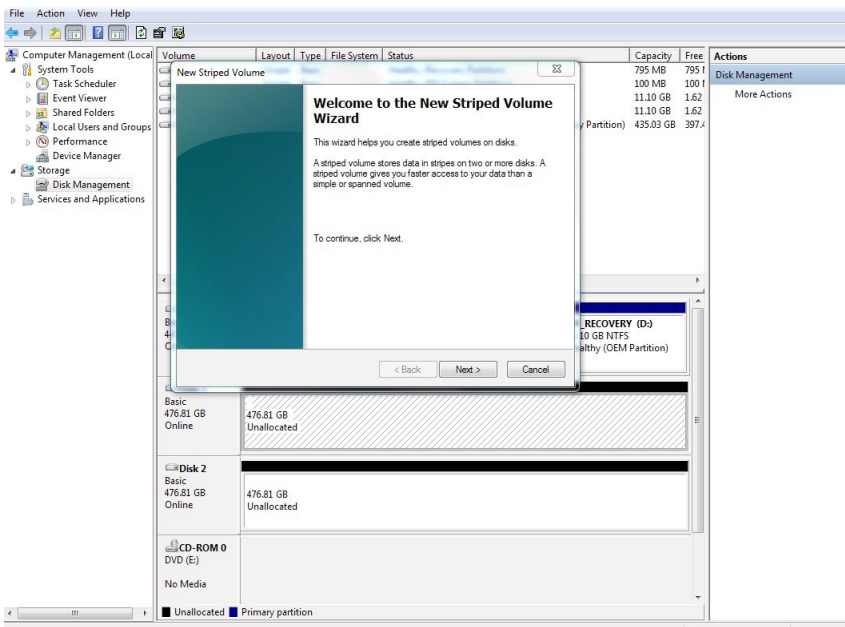 File Action View Help
Computer Management (Local
System Tools
Task Scheduler
Event Viewer
Shared Folders
Local Users and Groups
Performance
Device Manager
Storage
Disk Management
Services and Applications
Volume Layout Type File System Status Capacity Free
795 MB 795
100 MB 100
11.10 GB 1.62
11.10 GB 1.62
Partition) 435.03 GB 397.
New Striped Volume
Welcome to the New Striped Volume
Wizard
This wizard helps you create striped volumes on disks.
A striped volume stores data in stripes on two or more disks. A
striped volume gives you faster access to your data than a
simple or spanned volume.
To continue, click Next.
< Back Next > Cancel
_RECOVERY (D:)
10 GB NTFS
althy (OEM Partition)
Basic
476.81 GB
Online
476.81 GB
Unallocated
Disk 2
Basic
476.81 GB
Online
476.81 GB
Unallocated
CD-ROM 0
DVD (E:)
No Media
Unallocated Primary partition
Actions
Disk Management
More Actions